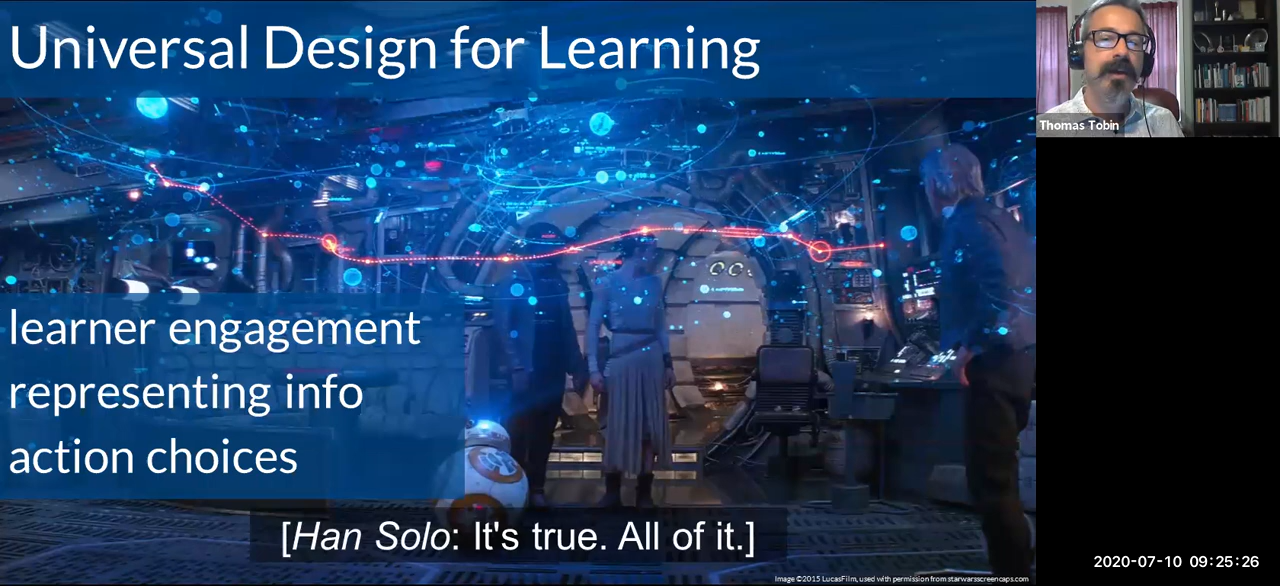 Universal Design for Learning
Thomas Tobin
learner engagement
representing info
action choices
[Han Solo: It's true. All of it.]
2020-07-10 09:25:26
Image ©2015 LucasFilm, used with permission from starwarsscreencaps.com